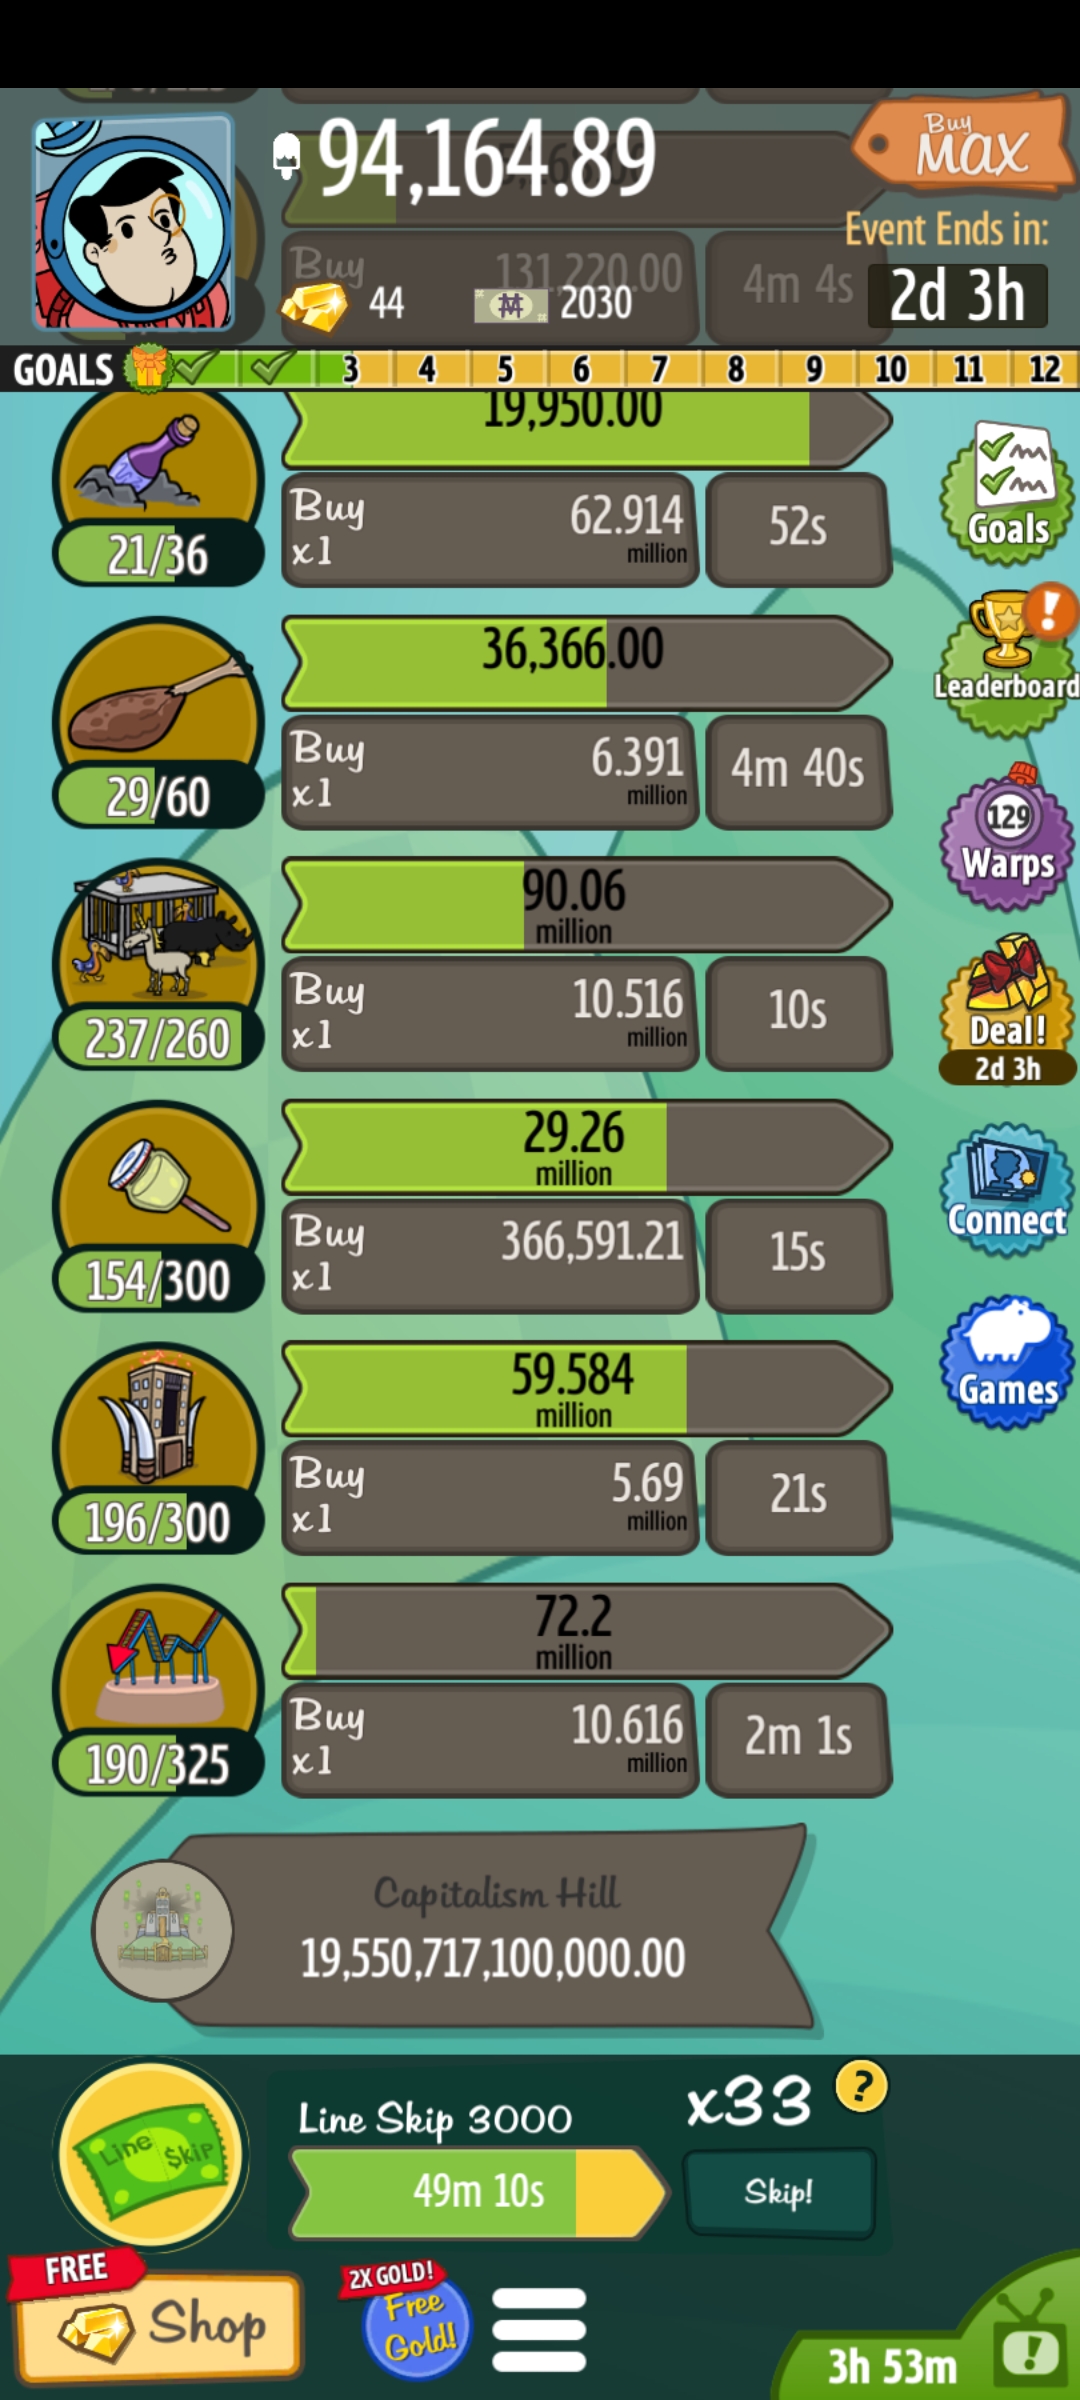 94,164.89
Buy
MAX
Event Ends in:
Buy
131,220.00
4m 4s
44
2030
2d 3h
GOALS
3 4 5 6 7 8 9 10 11 12
19,950.00
21/36
Buy
x1
62.914
million
52s
Goals
36,366.00
29/60
Buy
x1
6.391
million
4m 40s
Leaderboard
129
Warps
90.06
million
237/260
Buy
x1
10.516
million
10s
Deal!
2d 3h
29.26
million
154/300
Buy
x1
366,591.21
15s
Connect
59.584
million
196/300
Buy
x1
5.69
million
21s
Games
72.2
million
190/325
Buy
x1
10.616
million
2m 1s
Capitalism Hill
19,550,717,100,000.00
Line $kip
Line Skip 3000
x33
?
49m 10s
Skip!
FREE
Shop
2X GOLD!
Free
Gold!
3h 53m